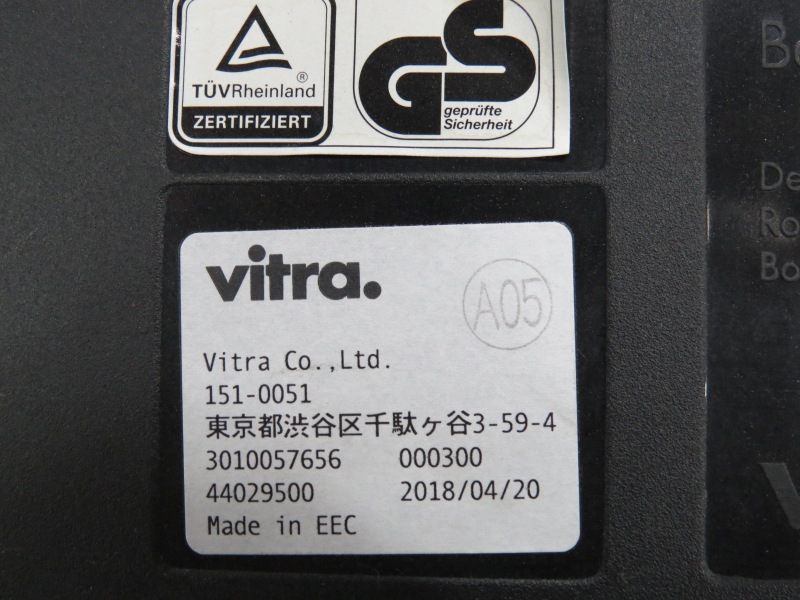 TÜVRheinland®
ZERTIFIZIERT
GS
geprüfte
Sicherheit
vitra.
A05
Vitra Co.,Ltd.
151-0051
東京都渋谷区千駄ヶ谷3-59-4
3010057656 000300
44029500 2018/04/20
Made in EEC